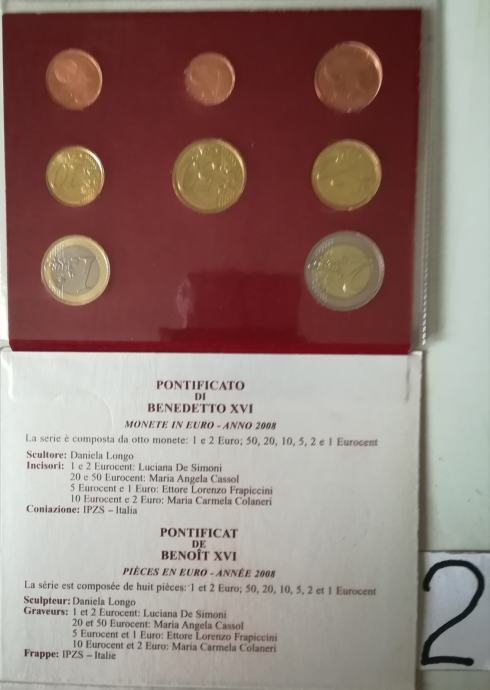 PONTIFICATO
DI
BENEDETTO XVI
MONETE IN EURO - ANNO 2008
La serie è composta da otto monete: 1 e 2 Euro; 50, 20, 10, 5, 2 e 1 Eurocent
Scultore: Daniela Longo
Incisori: 1 e 2 Eurocent: Luciana De Simoni
20 e 50 Eurocent: Maria Angela Cassol
5 Eurocent e 1 Euro: Ettore Lorenzo Frapiccini
10 Eurocent e 2 Euro: Maria Carmela Colaneri
Coniazione: IPZS – Italia
PONTIFICAT
DE
BENOÎT XVI
PIÈCES EN EURO - ANNÉE 2008
La série est composée de huit pièces: 1 et 2 Euro; 50, 20, 10, 5, 2 et 1 Eurocent
Sculpteur: Daniela Longo
Graveurs: 1 et 2 Eurocent: Luciana De Simoni
20 et 50 Eurocent: Maria Angela Cassol
5 Eurocent et 1 Euro: Ettore Lorenzo Frapiccini
10 Eurocent et 2 Euro: Maria Carmela Colaneri
Frappe: IPZS – Italie
2